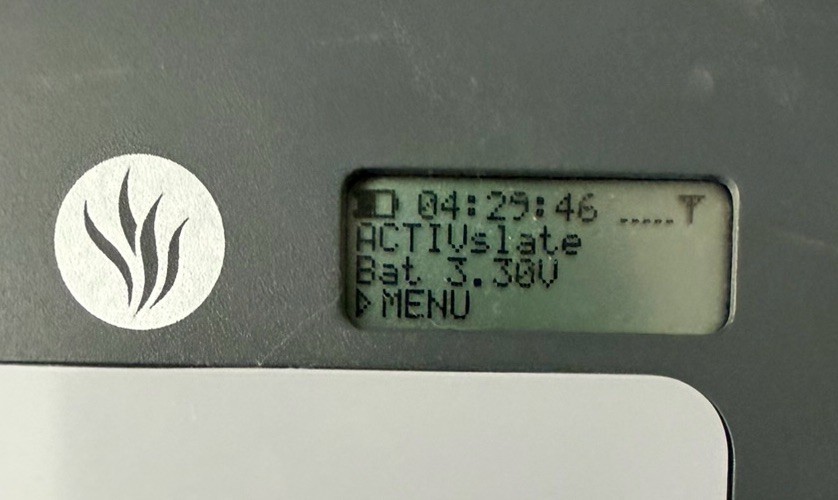 04:29:46
ACTIVslate
Bat 3.30V
MENU